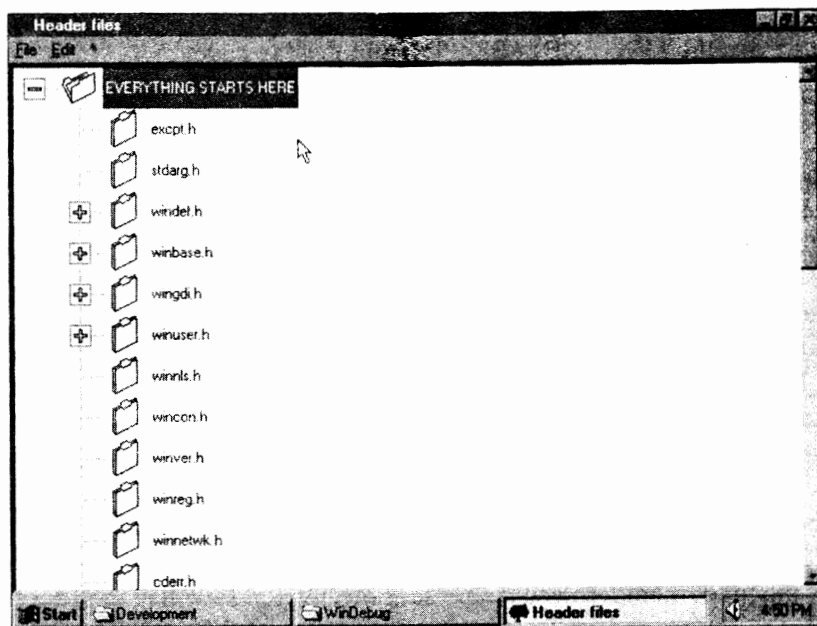 Header files
File Edit
EVERYTHING STARTS HERE
excpt.h
stdarg.h
windef.h
winbase.h
wingdi.h
winuser.h
winnls.h
wincon.h
winver.h
winreg.h
winnetwk.h
cderr.h
Start Development WinDebug Header files 4:50 PM